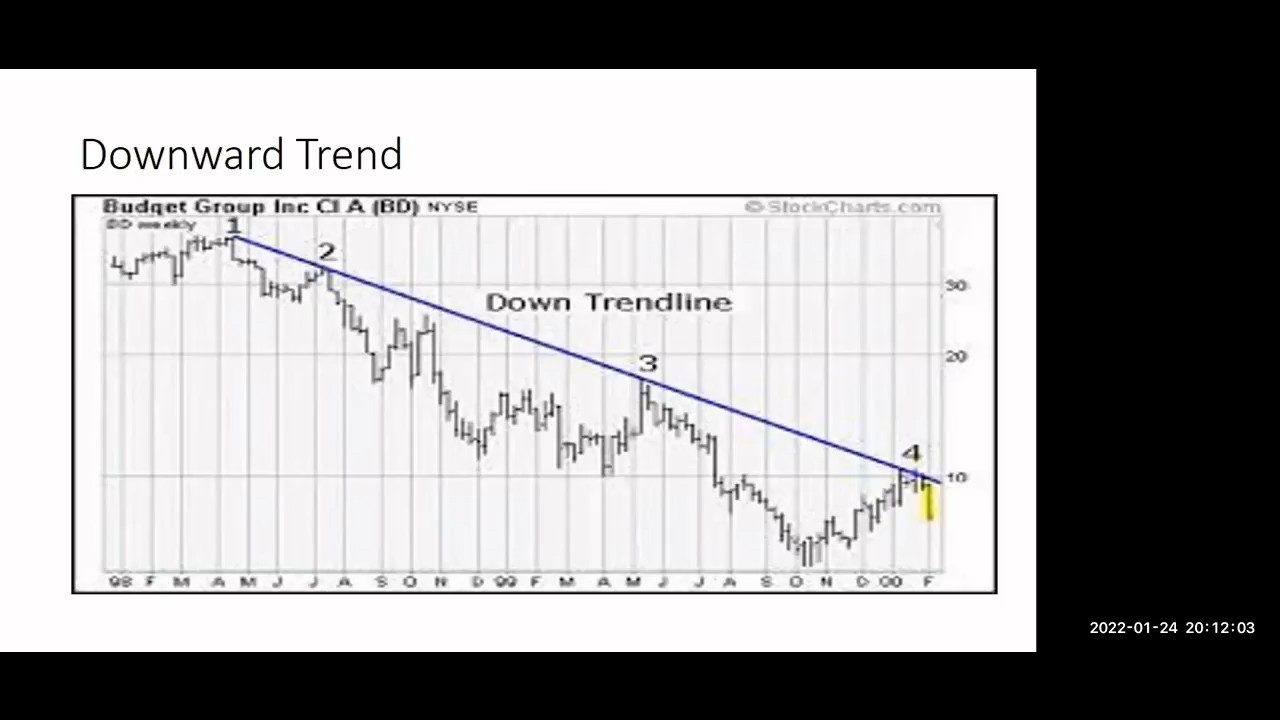 Downward Trend
Budget Group Inc Cl A (BD) NYSE
© StockCharts.com
BD weekly
1
2
30
Down Trendline
20
3
4
10
98 F M A M J J A S O N D 99 F M A M J J A S O N D 00 F
2022-01-24 20:12:03